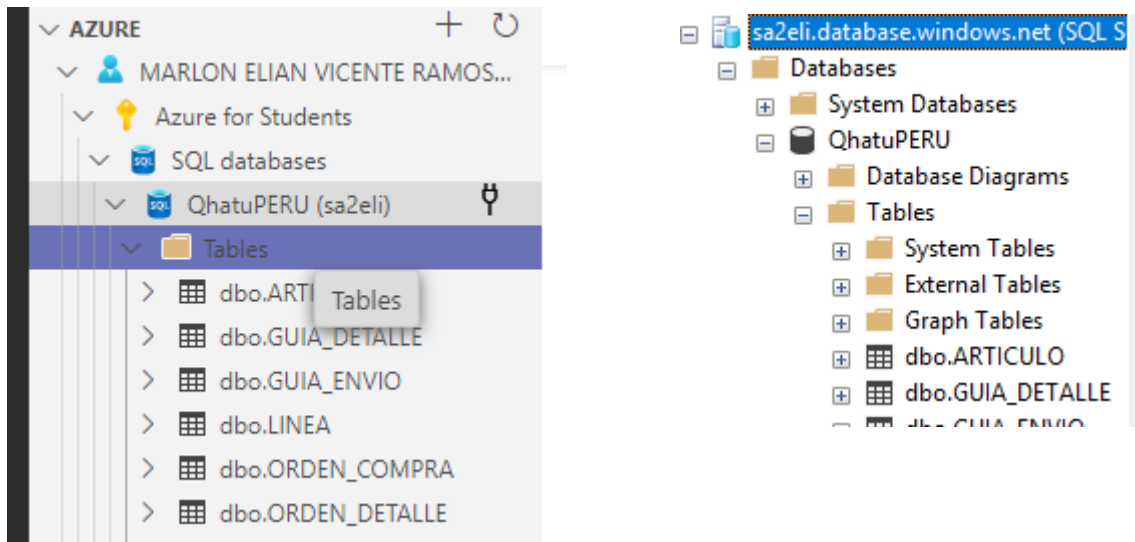 AZURE
MARLON ELIAN VICENTE RAMOS...
Azure for Students
SQL databases
QhatuPERU (sa2eli)
Tables
dbo.ARTI
Tables
dbo.GUIA_DETALLE
dbo.GUIA_ENVIO
dbo.LINEA
dbo.ORDEN_COMPRA
dbo.ORDEN_DETALLE
sa2eli.database.windows.net (SQL S
Databases
System Databases
QhatuPERU
Database Diagrams
Tables
System Tables
External Tables
Graph Tables
dbo.ARTICULO
dbo.GUIA_DETALLE
dbo.GUIA_ENVIO